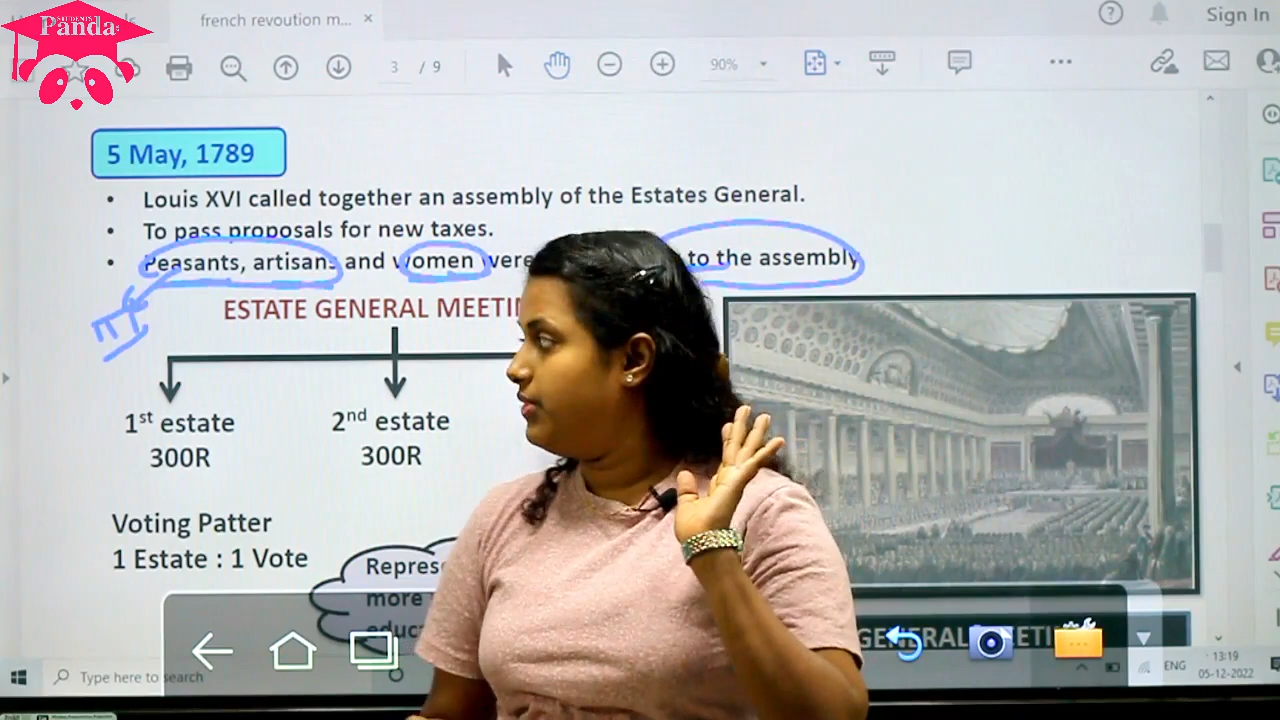 STUDENTS'
Panda
french revoution m...
Sign In
3 / 9
90%
5 May, 1789
• Louis XVI called together an assembly of the Estates General.
• To pass proposals for new taxes.
• Peasants, artisans and women were to the assembly
III
ESTATE GENERAL
1st estate
300R
2nd estate
300R
Voting Patter
1 Estate : 1 Vote
more
GENERAL
Type here to search
ENG
13:19
05-12-2022